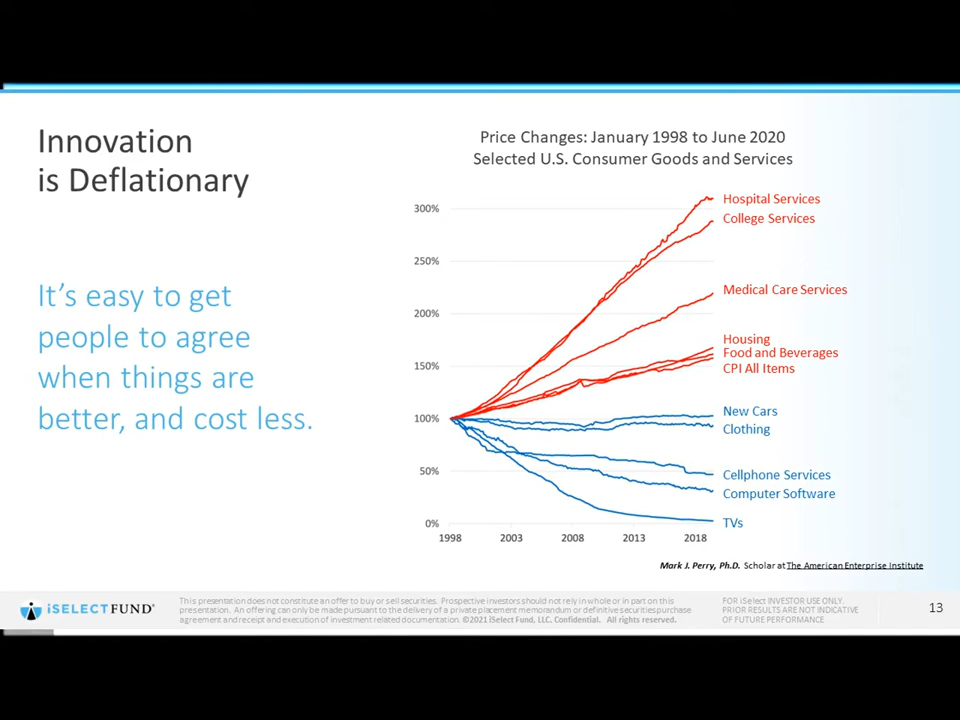 Innovation
is Deflationary
It's easy to get
people to agree
when things are
better, and cost less.
Price Changes: January 1998 to June 2020
Selected U.S. Consumer Goods and Services
300%
250%
200%
150%
100%
50%
0%
1998 2003 2008 2013 2018
Hospital Services
College Services
Medical Care Services
Housing
Food and Beverages
CPI All Items
New Cars
Clothing
Cellphone Services
Computer Software
TVs
Mark J. Perry, Ph.D. Scholar at The American Enterprise Institute
iSELECTFUND®
This presentation does not constitute an offer to buy or sell securities. Prospective investors should not rely in whole or in part on this
presentation. An offering can only be made pursuant to the delivery of a private placement memorandum or definitive securities purchase
agreement and receipt and execution of investment related documentation. ©2021 iSelect Fund, LLC. Confidential. All rights reserved.
FOR iSelect INVESTOR USE ONLY.
PRIOR RESULTS ARE NOT INDICATIVE
OF FUTURE PERFORMANCE
13